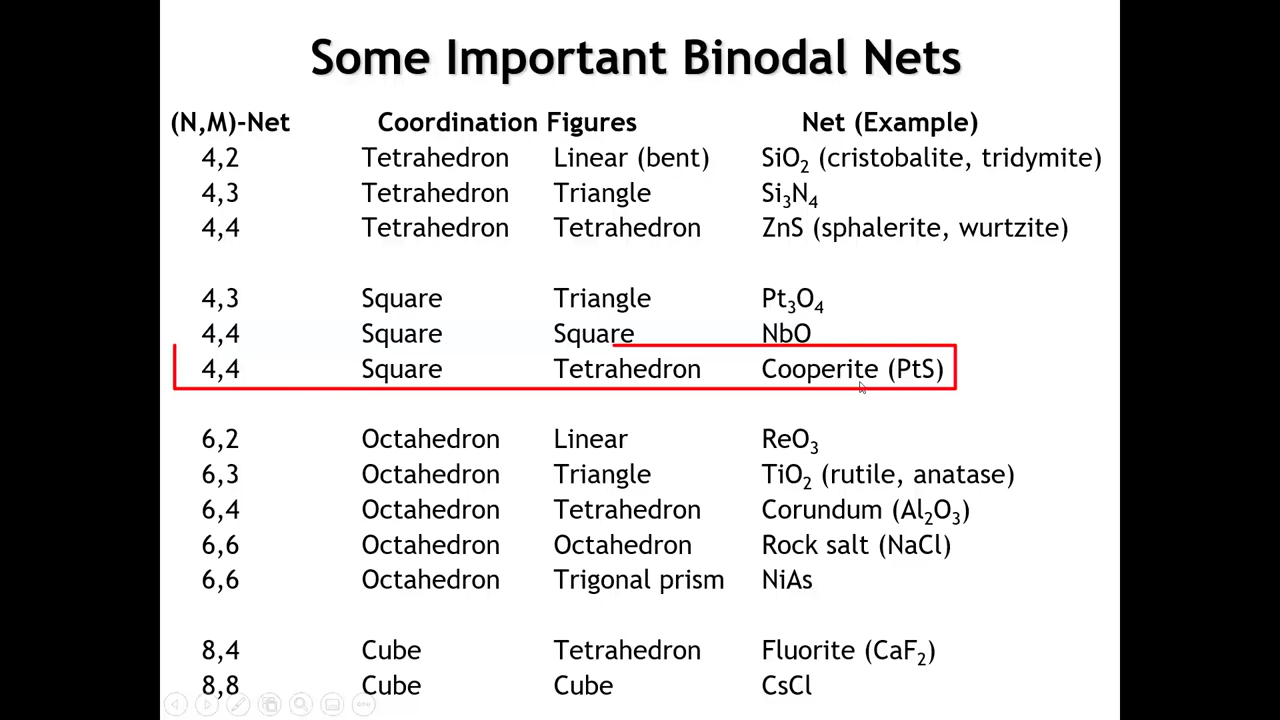 Some Important Binodal Nets
(N,M)-Net Coordination Figures Net (Example)
4,2 Tetrahedron Linear (bent) SiO₂ (cristobalite, tridymite)
4,3 Tetrahedron Triangle Si₃N₄
4,4 Tetrahedron Tetrahedron ZnS (sphalerite, wurtzite)
4,3 Square Triangle Pt₃O₄
4,4 Square Square NbO
4,4 Square Tetrahedron Cooperite (PtS)
6,2 Octahedron Linear ReO₃
6,3 Octahedron Triangle TiO₂ (rutile, anatase)
6,4 Octahedron Tetrahedron Corundum (Al₂O₃)
6,6 Octahedron Octahedron Rock salt (NaCl)
6,6 Octahedron Trigonal prism NiAs
8,4 Cube Tetrahedron Fluorite (CaF₂)
8,8 Cube Cube CsCl